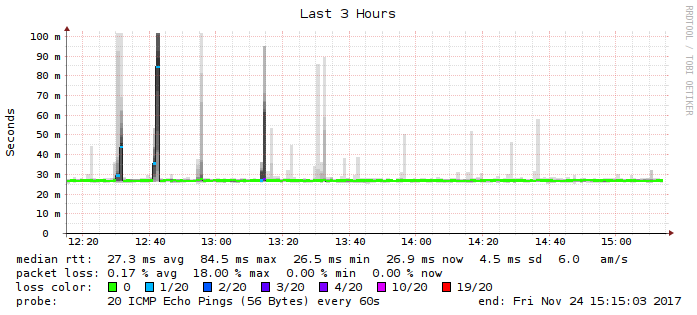 Last 3 Hours
RRDTOOL / TOBI OETIKER
Seconds
100 m
90 m
80 m
70 m
60 m
50 m
40 m
30 m
20 m
10 m
0
12:20 12:40 13:00 13:20 13:40 14:00 14:20 14:40 15:00
median rtt: 27.3 ms avg 84.5 ms max 26.5 ms min 26.9 ms now 4.5 ms sd 6.0 am/s
packet loss: 0.17 % avg 18.00 % max 0.00 % min 0.00 % now
loss color: 0 1/20 2/20 3/20 4/20 10/20 19/20
probe: 20 ICMP Echo Pings (56 Bytes) every 60s end: Fri Nov 24 15:15:03 2017